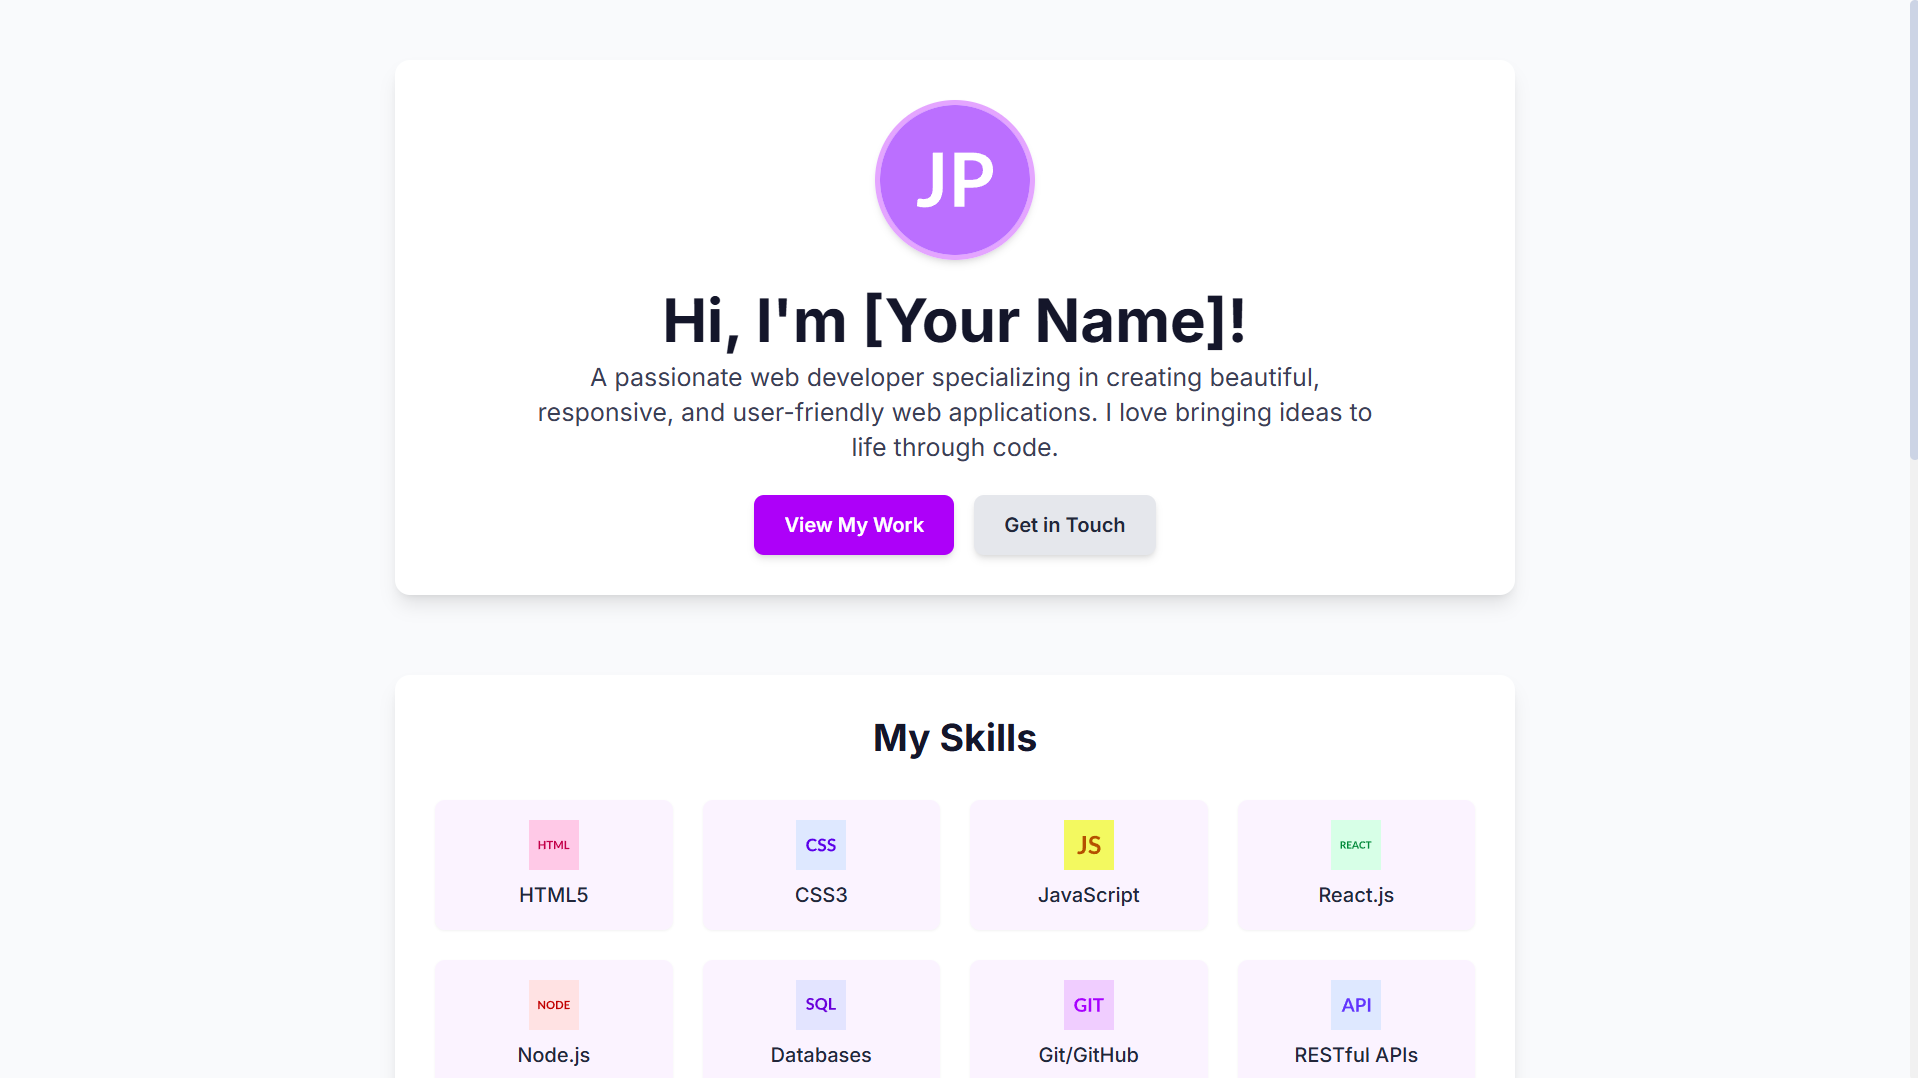 JP
Hi, I'm [Your Name]!
A passionate web developer specializing in creating beautiful,
responsive, and user-friendly web applications. I love bringing ideas to
life through code.
View My Work
Get in Touch
My Skills
HTML
HTML5
CSS
CSS3
JS
JavaScript
REACT
React.js
NODE
Node.js
SQL
Databases
GIT
Git/GitHub
API
RESTful APIs